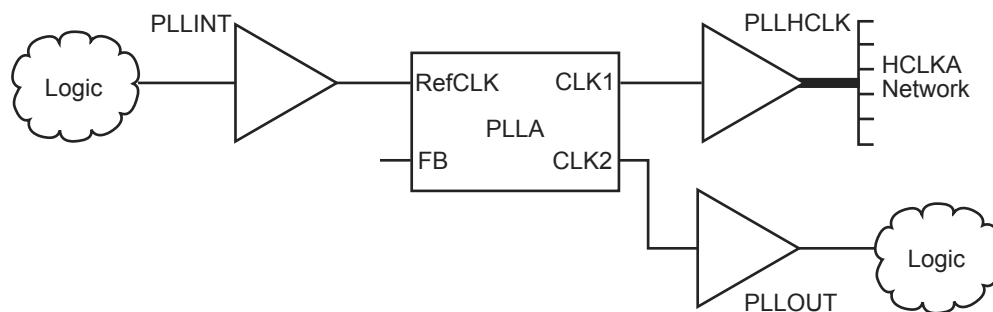 PLLINT
PLLHCLK
Logic
RefCLK
CLK1
HCLKA
Network
PLLA
FB
CLK2
Logic
PLLOUT